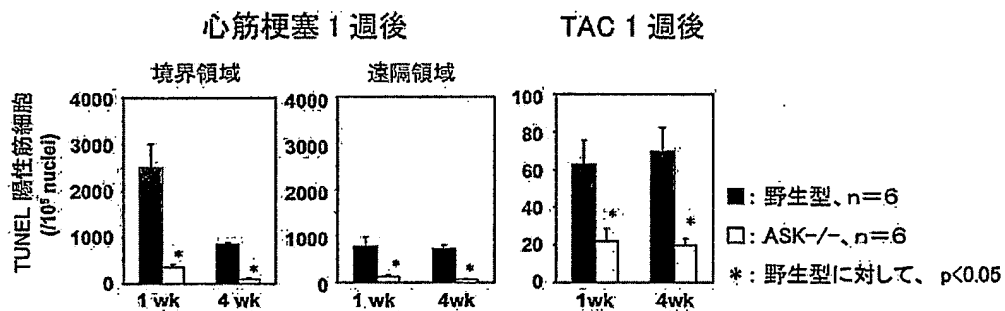 心筋梗塞 1 週後
TAC 1 週後
境界領域
遠隔領域
TUNEL 陽性筋細胞
(/10⁵ nuclei)
4000
3000
2000
1000
0
*
*
1 wk 4 wk
4000
3000
2000
1000
0
*
*
1 wk 4 wk
100
80
60
40
20
0
*
*
1wk 4wk
■: 野生型、n=6
□: ASK-/-、n=6
*: 野生型に対して、 p<0.05